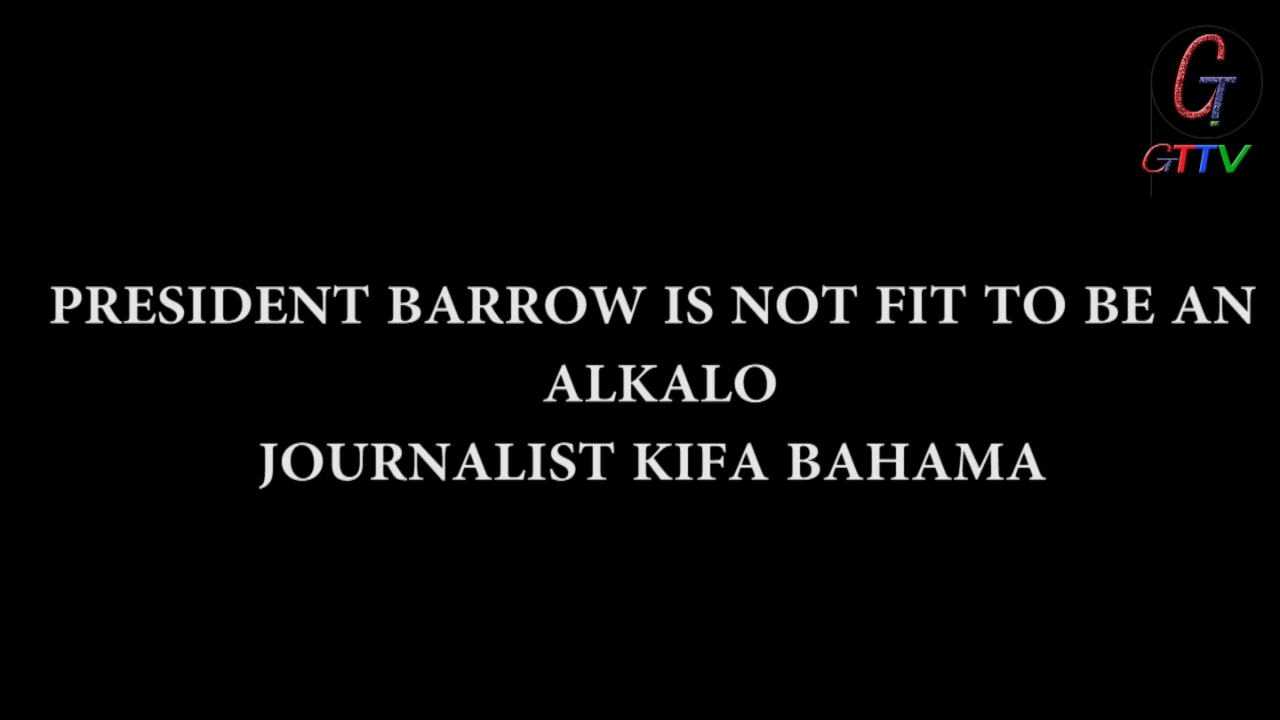 GT
GTTV
PRESIDENT BARROW IS NOT FIT TO BE AN
ALKALO
JOURNALIST KIFA BAHAMA